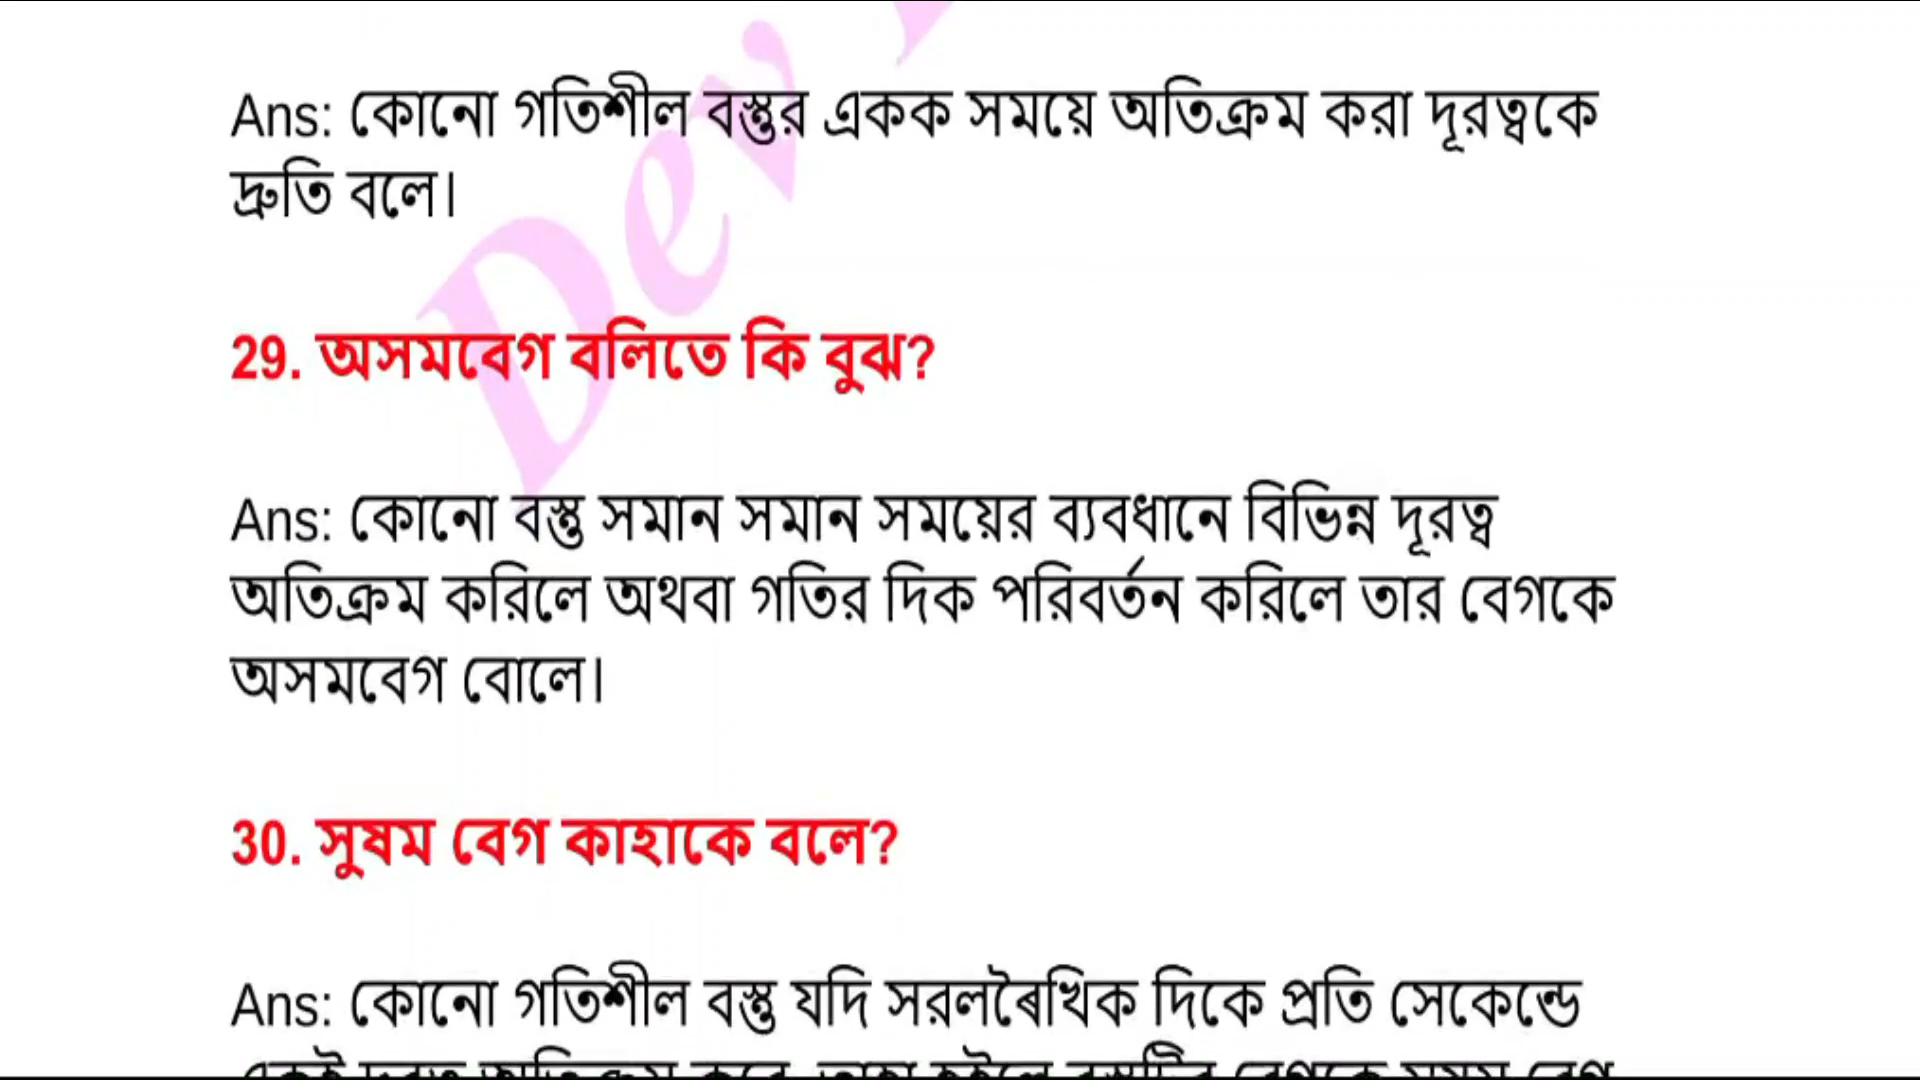 Dev
Ans: কোনো গতিশীল বস্তুর একক সময়ে অতিক্রম করা দূরত্বকে
দ্রুতি বলে।
29. অসমবেগ বলিতে কি বুঝ?
Ans: কোনো বস্তু সমান সমান সময়ের ব্যবধানে বিভিন্ন দূরত্ব
অতিক্রম করিলে অথবা গতির দিক পরিবর্তন করিলে তার বেগকে
অসমবেগ বোলে।
30. সুষম বেগ কাহাকে বলে?
Ans: কোনো গতিশীল বস্তু যদি সরলৰৈখিক দিকে প্রতি সেকেন্ডে